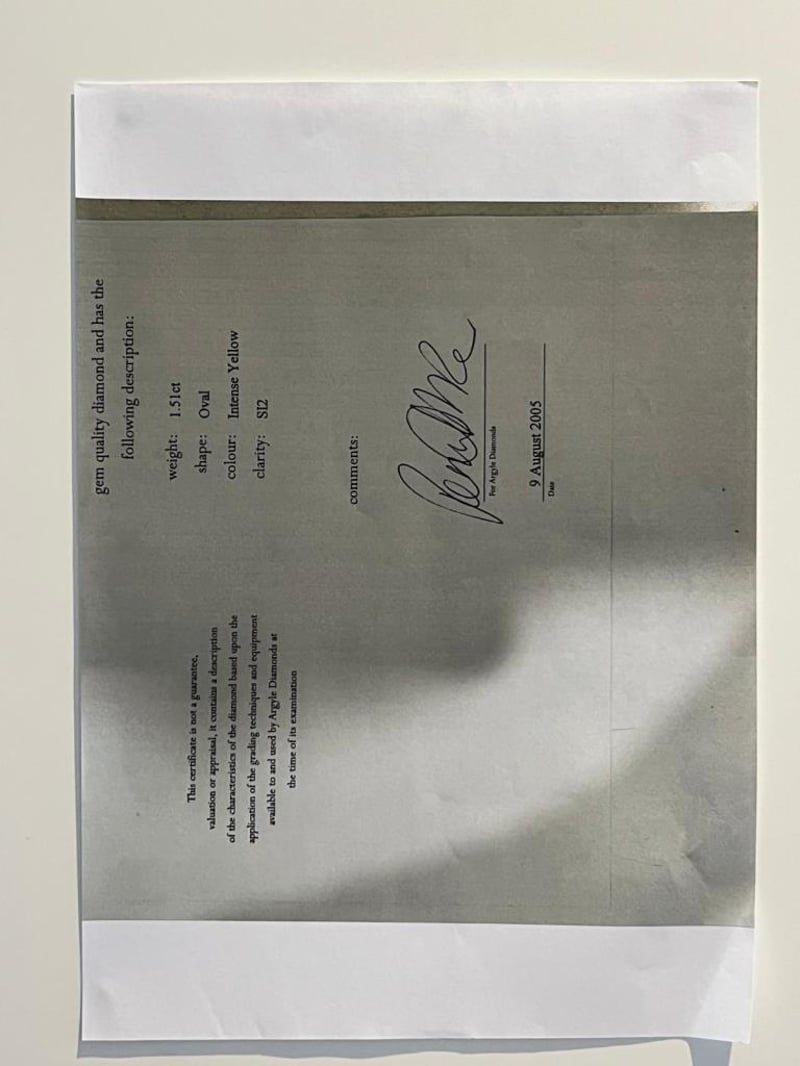 This certificate is not a guarantee,
valuation or appraisal, it contains a description
of the characteristics of the diamond based upon the
application of the grading techniques and equipment
available to and used by Argyle Diamonds at
the time of its examination
gem quality diamond and has the
following description:
weight: 1.51ct
shape: Oval
colour: Intense Yellow
clarity: SI2
comments:
For Argyle Diamonds
9 August 2005
Date